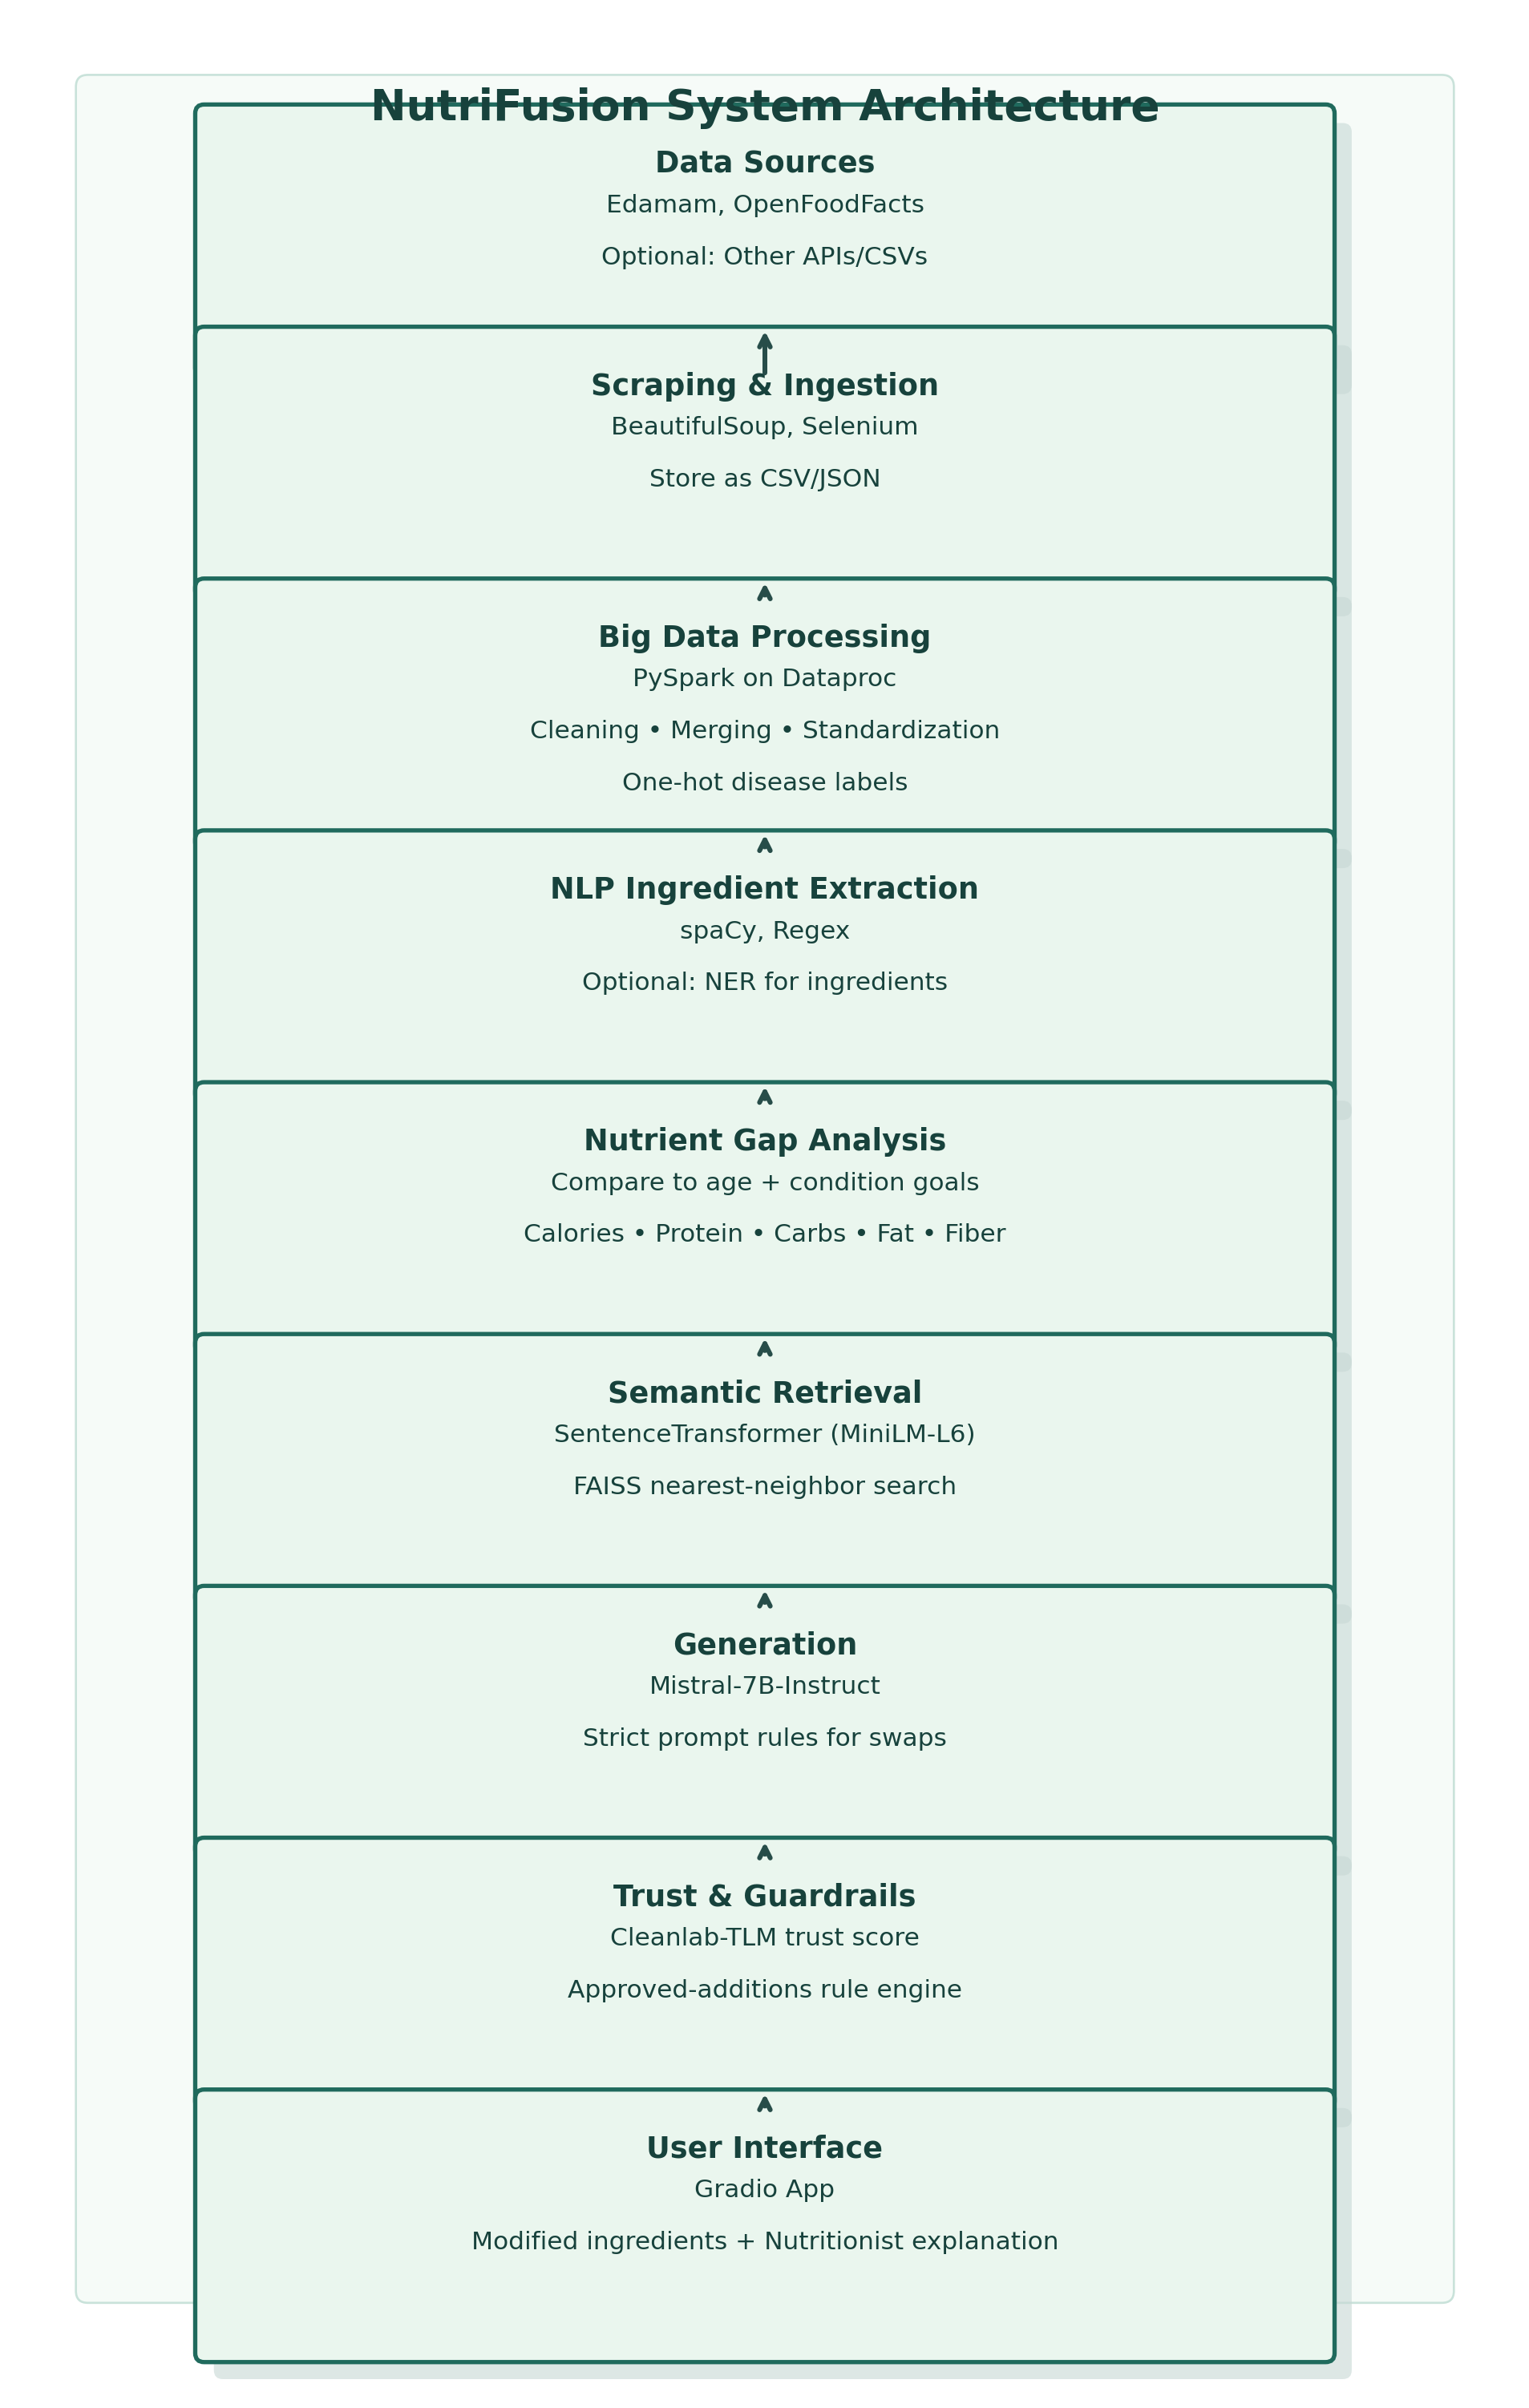 NutriFusion System Architecture
Data Sources
Edamam, OpenFoodFacts
Optional: Other APIs/CSVs
Scraping & Ingestion
BeautifulSoup, Selenium
Store as CSV/JSON
Big Data Processing
PySpark on Dataproc
Cleaning • Merging • Standardization
One-hot disease labels
NLP Ingredient Extraction
spaCy, Regex
Optional: NER for ingredients
Nutrient Gap Analysis
Compare to age + condition goals
Calories • Protein • Carbs • Fat • Fiber
Semantic Retrieval
SentenceTransformer (MiniLM-L6)
FAISS nearest-neighbor search
Generation
Mistral-7B-Instruct
Strict prompt rules for swaps
Trust & Guardrails
Cleanlab-TLM trust score
Approved-additions rule engine
User Interface
Gradio App
Modified ingredients + Nutritionist explanation